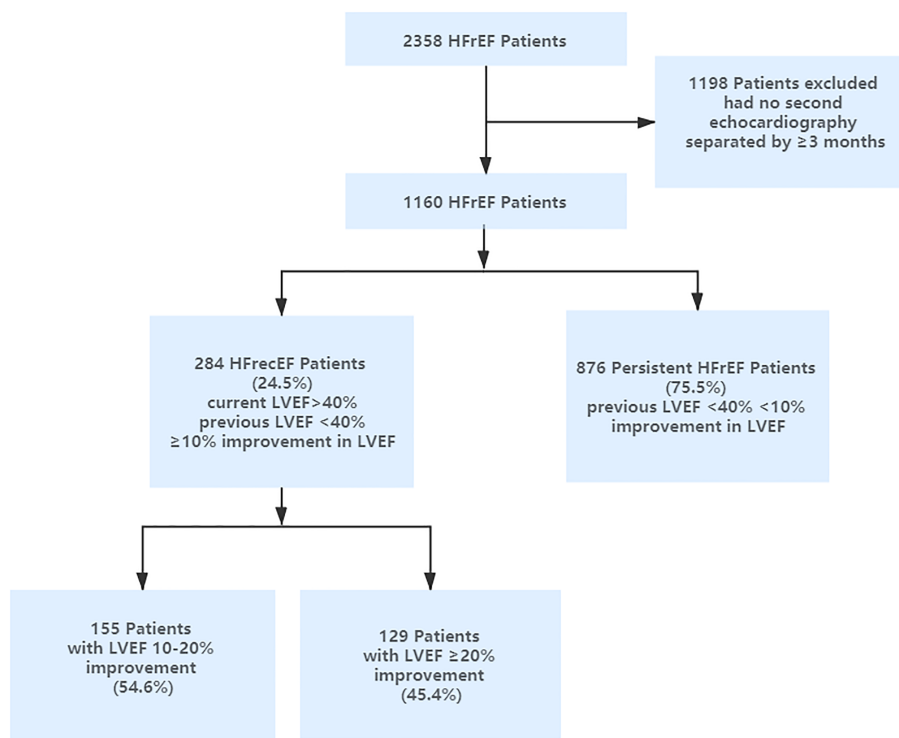 2358 HFrEF Patients
1198 Patients excluded
had no second
echocardiography
separated by ≥3 months
1160 HFrEF Patients
284 HFrecEF Patients
(24.5%)
current LVEF>40%
previous LVEF <40%
≥10% improvement in LVEF
876 Persistent HFrEF Patients
(75.5%)
previous LVEF <40% <10%
improvement in LVEF
155 Patients
with LVEF 10-20%
improvement
(54.6%)
129 Patients
with LVEF ≥20%
improvement
(45.4%)